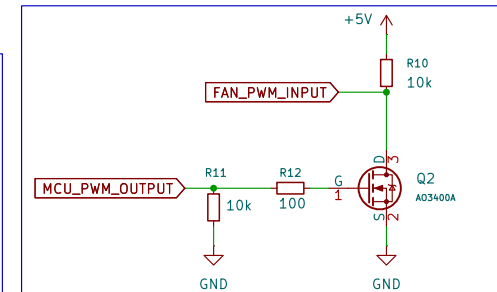 +5V
R10
10k
FAN_PWM_INPUT
D
3
R11
R12
G
1
Q2
MCU_PWM_OUTPUT
AO3400A
10k
100
S
2
GND
GND